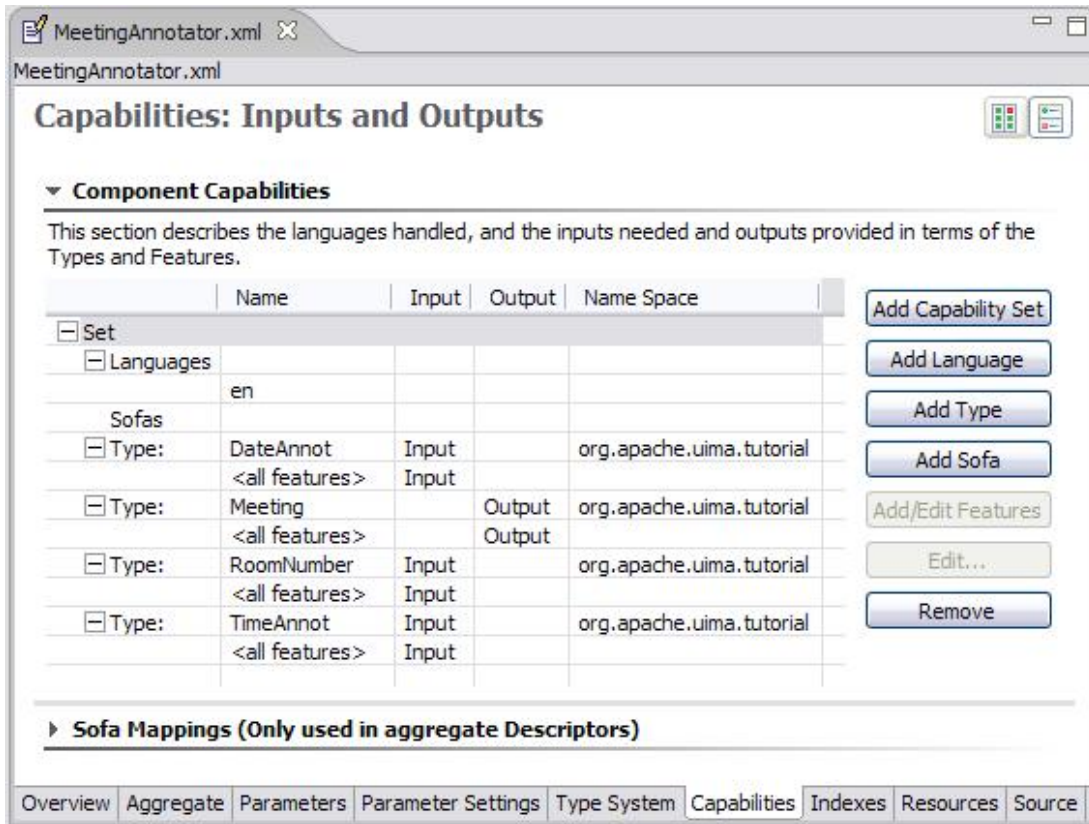 MeetingAnnotator.xml
MeetingAnnotator.xml
Capabilities: Inputs and Outputs
Component Capabilities
This section describes the languages handled, and the inputs needed and outputs provided in terms of the
Types and Features.
Name Input Output Name Space
Set
Languages
en
Sofas
Type: DateAnnot Input org.apache.uima.tutorial
<all features> Input
Type: Meeting Output org.apache.uima.tutorial
<all features> Output
Type: RoomNumber Input org.apache.uima.tutorial
<all features> Input
Type: TimeAnnot Input org.apache.uima.tutorial
<all features> Input
Add Capability Set
Add Language
Add Type
Add Sofa
Add/Edit Features
Edit...
Remove
Sofa Mappings (Only used in aggregate Descriptors)
Overview Aggregate Parameters Parameter Settings Type System Capabilities Indexes Resources Source